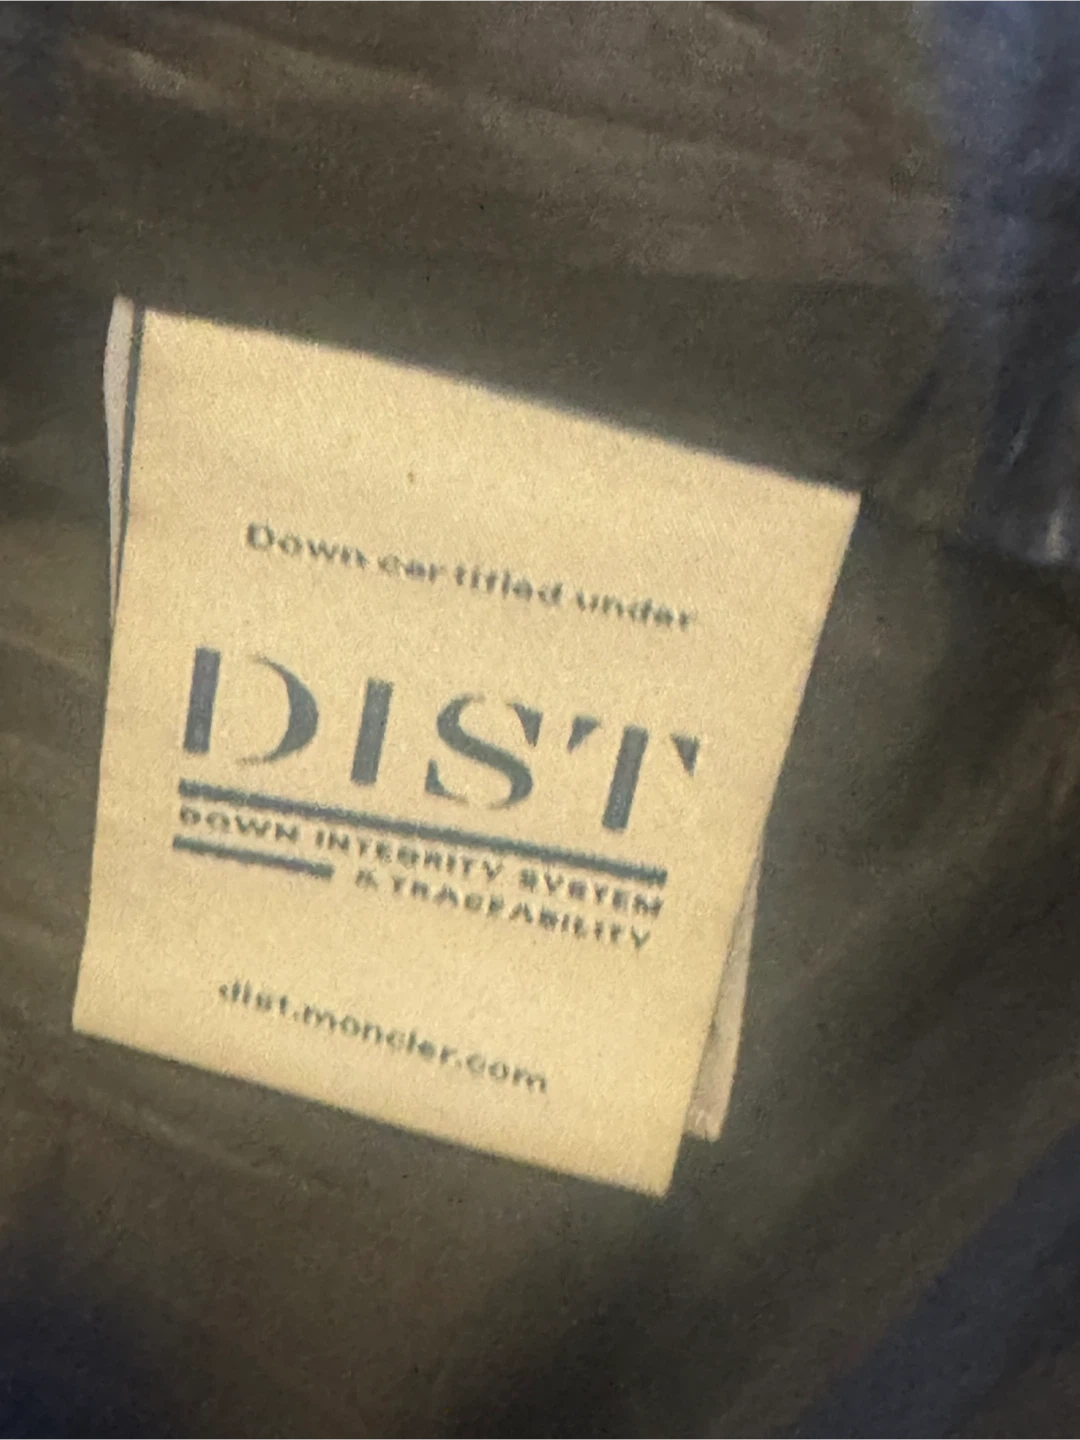 Down certified under
DIST
DOWN INTEGRITY SYSTEM
& TRACEABILITY
dist.moncler.com